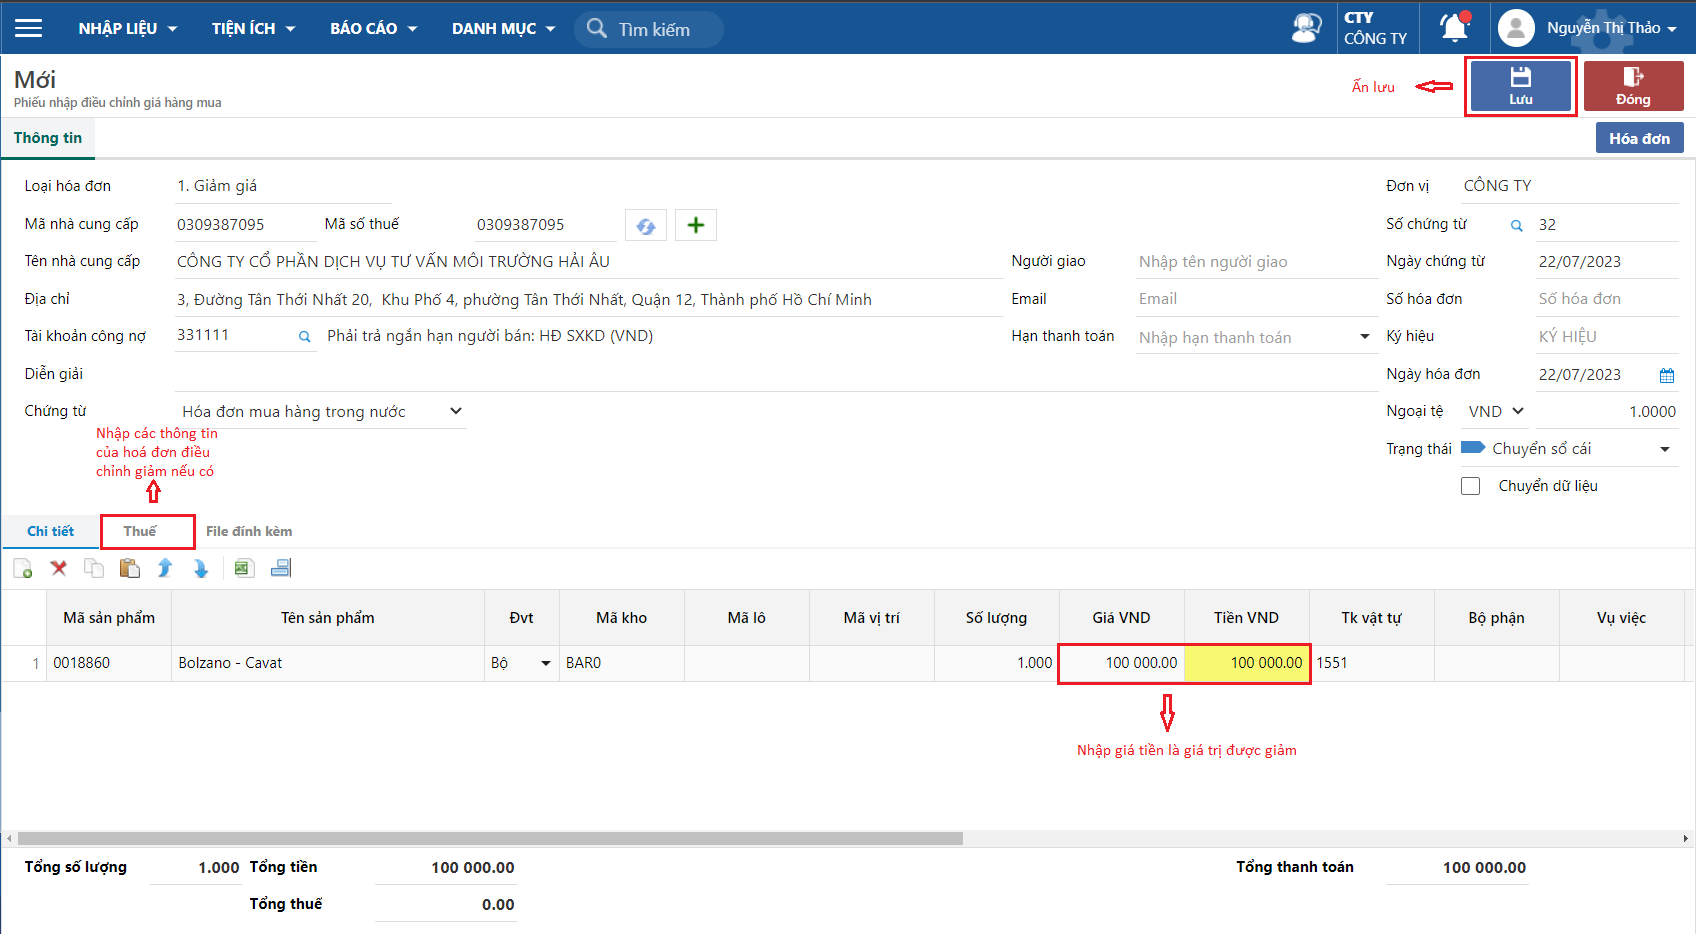 NHẬP LIỆU TIỆN ÍCH BÁO CÁO DANH MỤC Tìm kiếm CTY CÔNG TY Nguyễn Thị Thảo
Mới
Phiếu nhập điều chỉnh giá hàng mua
Ấn lưu
Lưu
Đóng
Thông tin
Hóa đơn
Loại hóa đơn 1. Giảm giá Đơn vị CÔNG TY
Mã nhà cung cấp 0309387095 Mã số thuế 0309387095 Số chứng từ 32
Tên nhà cung cấp CÔNG TY CỔ PHẦN DỊCH VỤ TƯ VẤN MÔI TRƯỜNG HẢI ÂU Người giao Nhập tên người giao Ngày chứng từ 22/07/2023
Địa chỉ 3, Đường Tân Thới Nhất 20, Khu Phố 4, phường Tân Thới Nhất, Quận 12, Thành phố Hồ Chí Minh Email Email Số hóa đơn Số hóa đơn
Tài khoản công nợ 331111 Phải trả ngắn hạn người bán: HĐ SXKD (VND) Hạn thanh toán Nhập hạn thanh toán Ký hiệu KÝ HIỆU
Diễn giải Ngày hóa đơn 22/07/2023
Chứng từ Hóa đơn mua hàng trong nước Ngoại tệ VND 1.0000
Nhập các thông tin
của hoá đơn điều
chỉnh giảm nếu có
Trạng thái Chuyển sổ cái
Chuyển dữ liệu
Chi tiết Thuế File đính kèm
Mã sản phẩm Tên sản phẩm Đvt Mã kho Mã lô Mã vị trí Số lượng Giá VND Tiền VND Tk vật tự Bộ phận Vụ việc
1 0018860 Bolzano - Cavat Bộ BAR0 1.000 100 000.00 100 000.00 1551
Nhập giá tiền là giá trị được giảm
Tổng số lượng 1.000 Tổng tiền 100 000.00 Tổng thanh toán 100 000.00
Tổng thuế 0.00